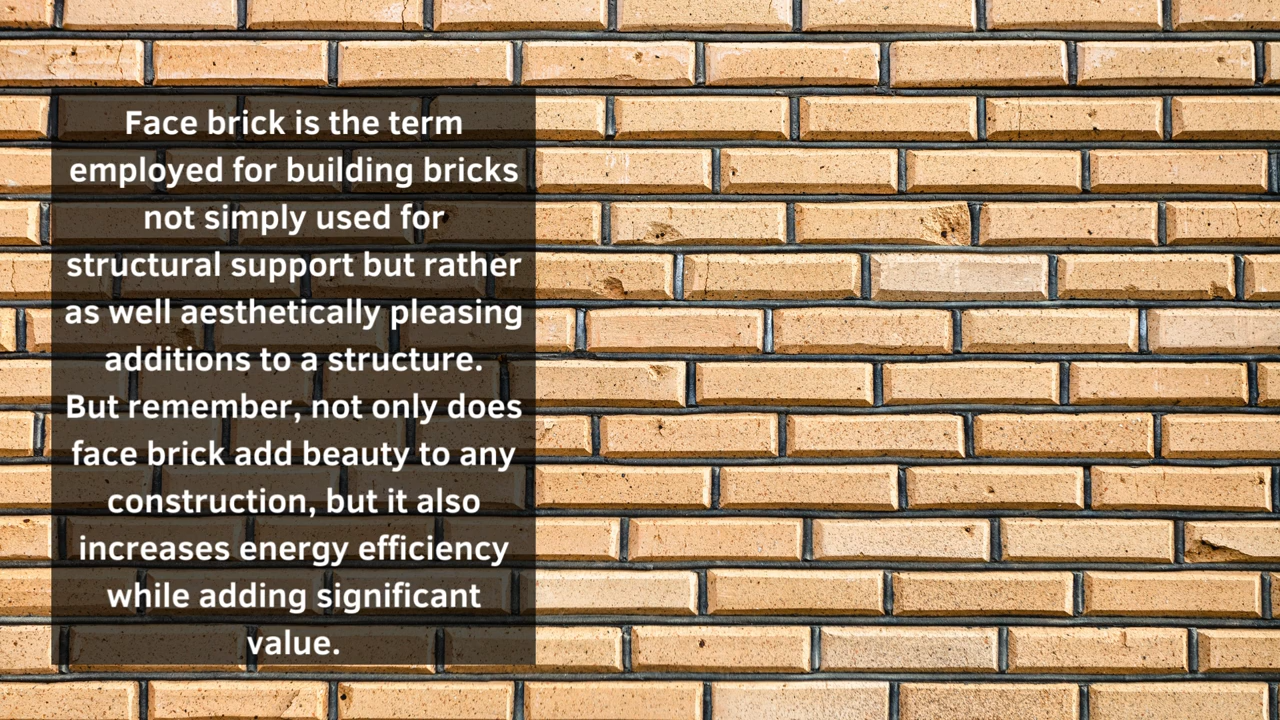 Face brick is the term
employed for building bricks
not simply used for
structural support but rather
as well aesthetically pleasing
additions to a structure.
But remember, not only does
face brick add beauty to any
construction, but it also
increases energy efficiency
while adding significant
value.